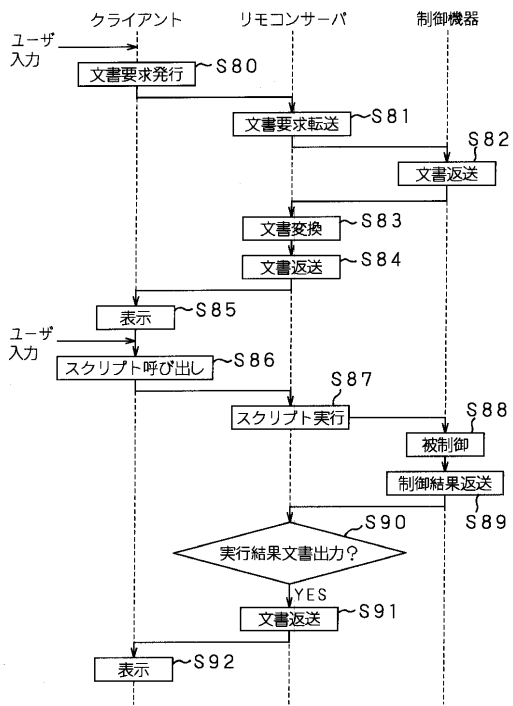 クライアント
リモコンサーバ
制御機器
ユーザ
入力
文書要求発行
S80
文書要求転送
S81
S82
文書返送
文書変換
S83
文書返送
S84
表示
S85
ユーザ
入力
スクリプト呼び出し
S86
S87
スクリプト実行
S88
被制御
制御結果返送
S89
S90
実行結果文書出力?
YES
文書返送
S91
表示
S92